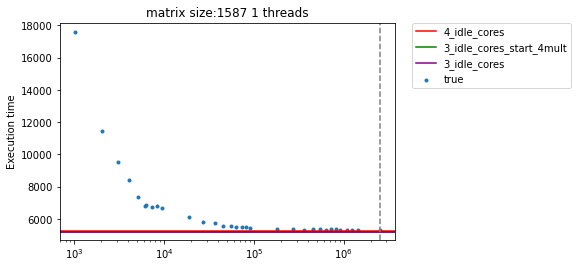 matrix size:1587 1 threads
18000
16000
14000
12000
10000
8000
6000
Execution time
10³
10⁴
10⁵
10⁶
4_idle_cores
3_idle_cores_start_4mult
3_idle_cores
true